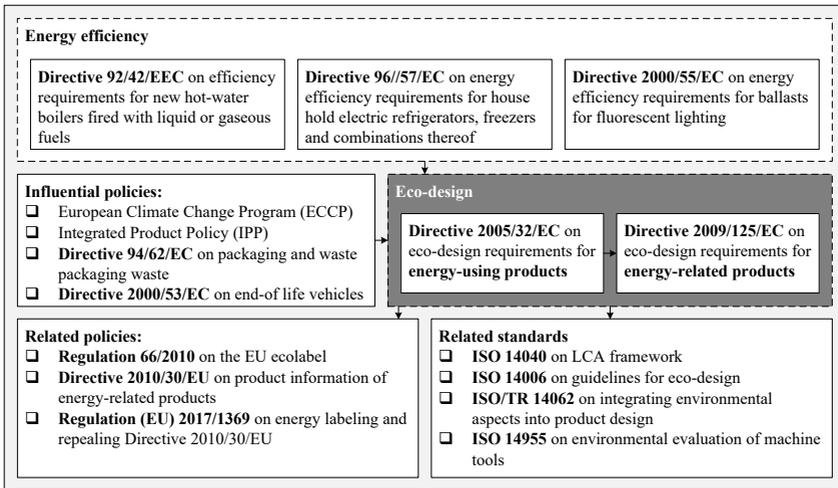 Energy efficiency
Directive 92/42/EEC on efficiency
requirements for new hot-water
boilers fired with liquid or gaseous
fuels
Directive 96//57/EC on energy
efficiency requirements for house
hold electric refrigerators, freezers
and combinations thereof
Directive 2000/55/EC on energy
efficiency requirements for ballasts
for fluorescent lighting
Influential policies:
❑ European Climate Change Program (ECCP)
❑ Integrated Product Policy (IPP)
❑ Directive 94/62/EC on packaging and waste
packaging waste
❑ Directive 2000/53/EC on end-of life vehicles
Eco-design
Directive 2005/32/EC on
eco-design requirements for
energy-using products
Directive 2009/125/EC on
eco-design requirements for
energy-related products
Related policies:
❑ Regulation 66/2010 on the EU ecolabel
❑ Directive 2010/30/EU on product information of
energy-related products
❑ Regulation (EU) 2017/1369 on energy labeling and
repealing Directive 2010/30/EU
Related standards
❑ ISO 14040 on LCA framework
❑ ISO 14006 on guidelines for eco-design
❑ ISO/TR 14062 on integrating environmental
aspects into product design
❑ ISO 14955 on environmental evaluation of machine
tools